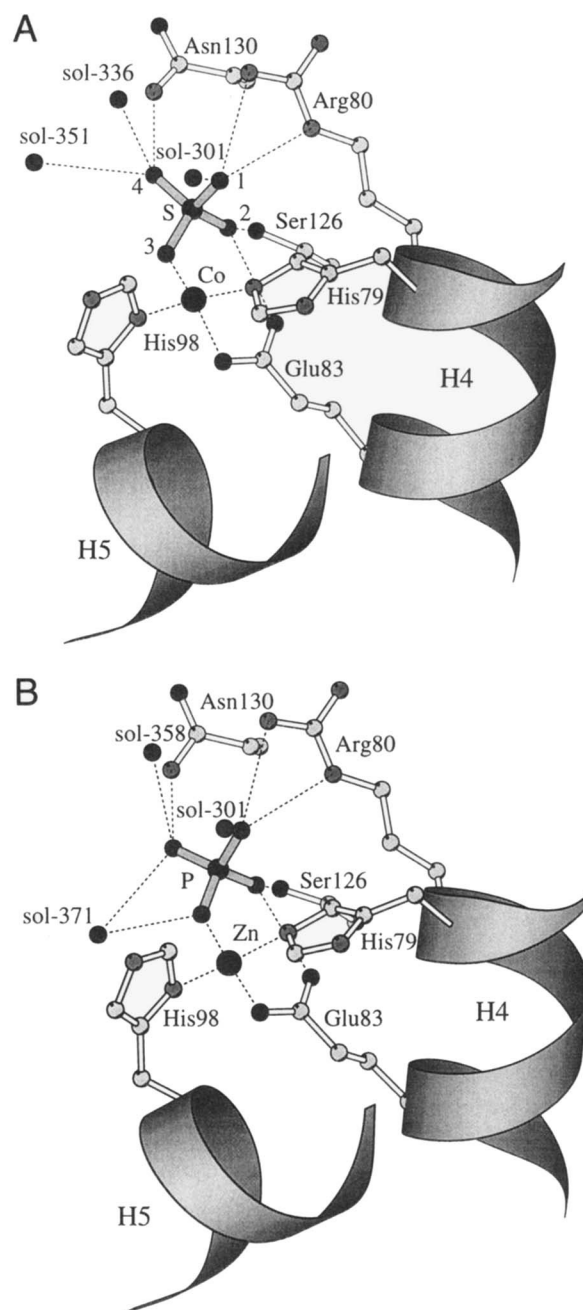 A
Asn130
sol-336
Arg80
sol-351
sol-301
4
1
S
2
Ser126
3
Co
His79
His98
Glu83
H4
H5
B
Asn130
sol-358
Arg80
sol-301
P
Ser126
sol-371
Zn
His79
His98
Glu83
H4
H5